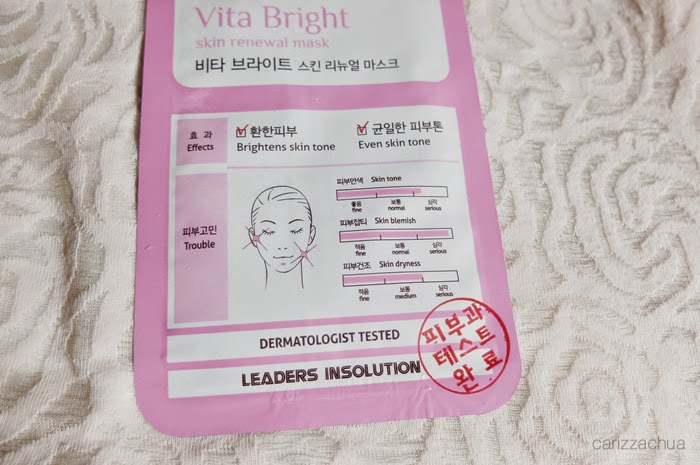 Vita Bright
skin renewal mask
비타 브라이트 스킨 리뉴얼 마스크
효 과
Effects
환한피부
Brightens skin tone
균일한 피부톤
Even skin tone
피부고민
Trouble
피부안색 Skin tone
좋음 보통 심각
fine normal serious
피부잡티 Skin blemish
적음 보통 심각
fine normal serious
피부건조 Skin dryness
적음 보통 심각
fine medium serious
DERMATOLOGIST TESTED
LEADERS INSOLUTION
피부과
테스트
완료
carizzachua